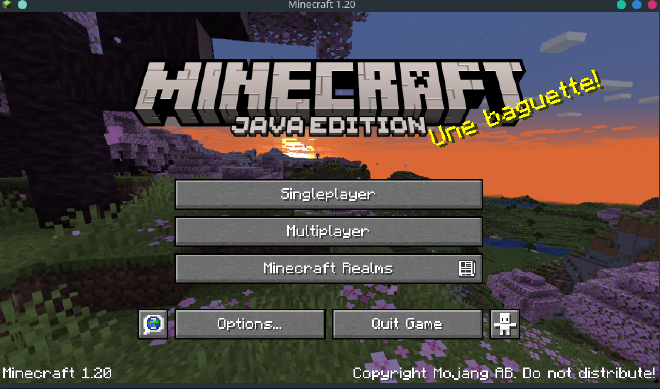 Minecraft 1.20
MINECRAFT
JAVA EDITION
Une baguette!
Singleplayer
Multiplayer
Minecraft Realms
Options...
Quit Game
Minecraft 1.20
Copyright Mojang AB. Do not distribute!